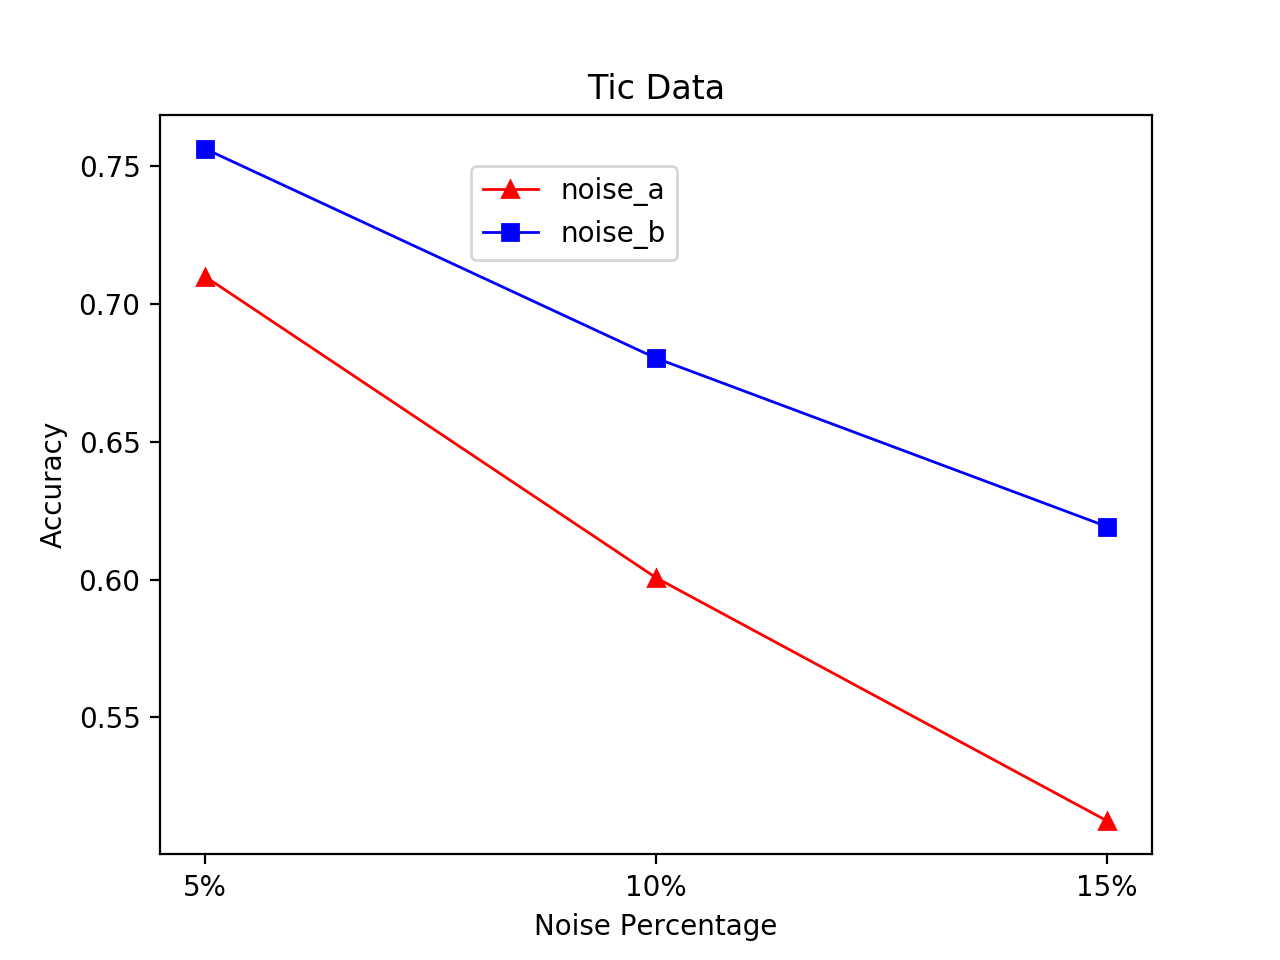 Tic Data
0.75
0.70
0.65
0.60
0.55
Accuracy
noise_a
noise_b
5% 10% 15%
Noise Percentage